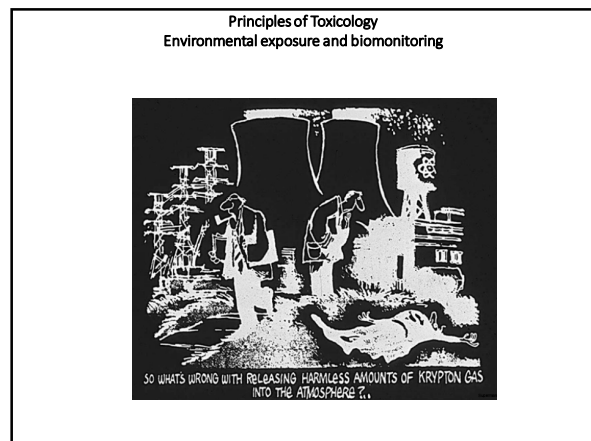 Principles of Toxicology
Environmental exposure and biomonitoring
SO WHAT'S WRONG WITH RELEASING HARMLESS AMOUNTS OF KRYPTON GAS
INTO THE ATMOSPHERE?..